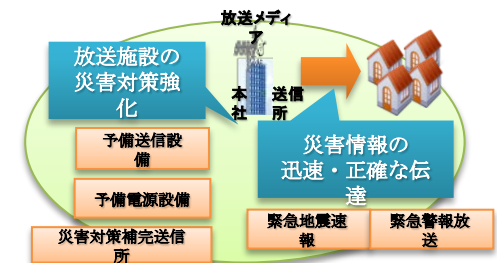 放送メディ
ア
放送施設の
災害対策強
化
本
社
送信
所
災害情報の
迅速・正確な伝
達
予備送信設
備
予備電源設備
災害対策補完送信
所
緊急地震速
報
緊急警報放
送